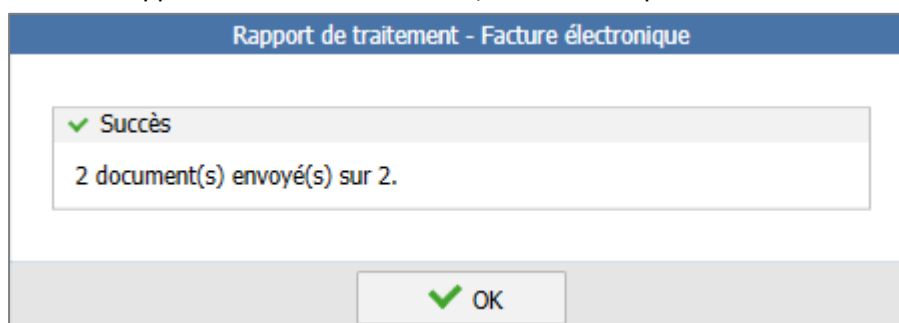 Rapport de traitement - Facture électronique
Succès
2 document(s) envoyé(s) sur 2.
OK